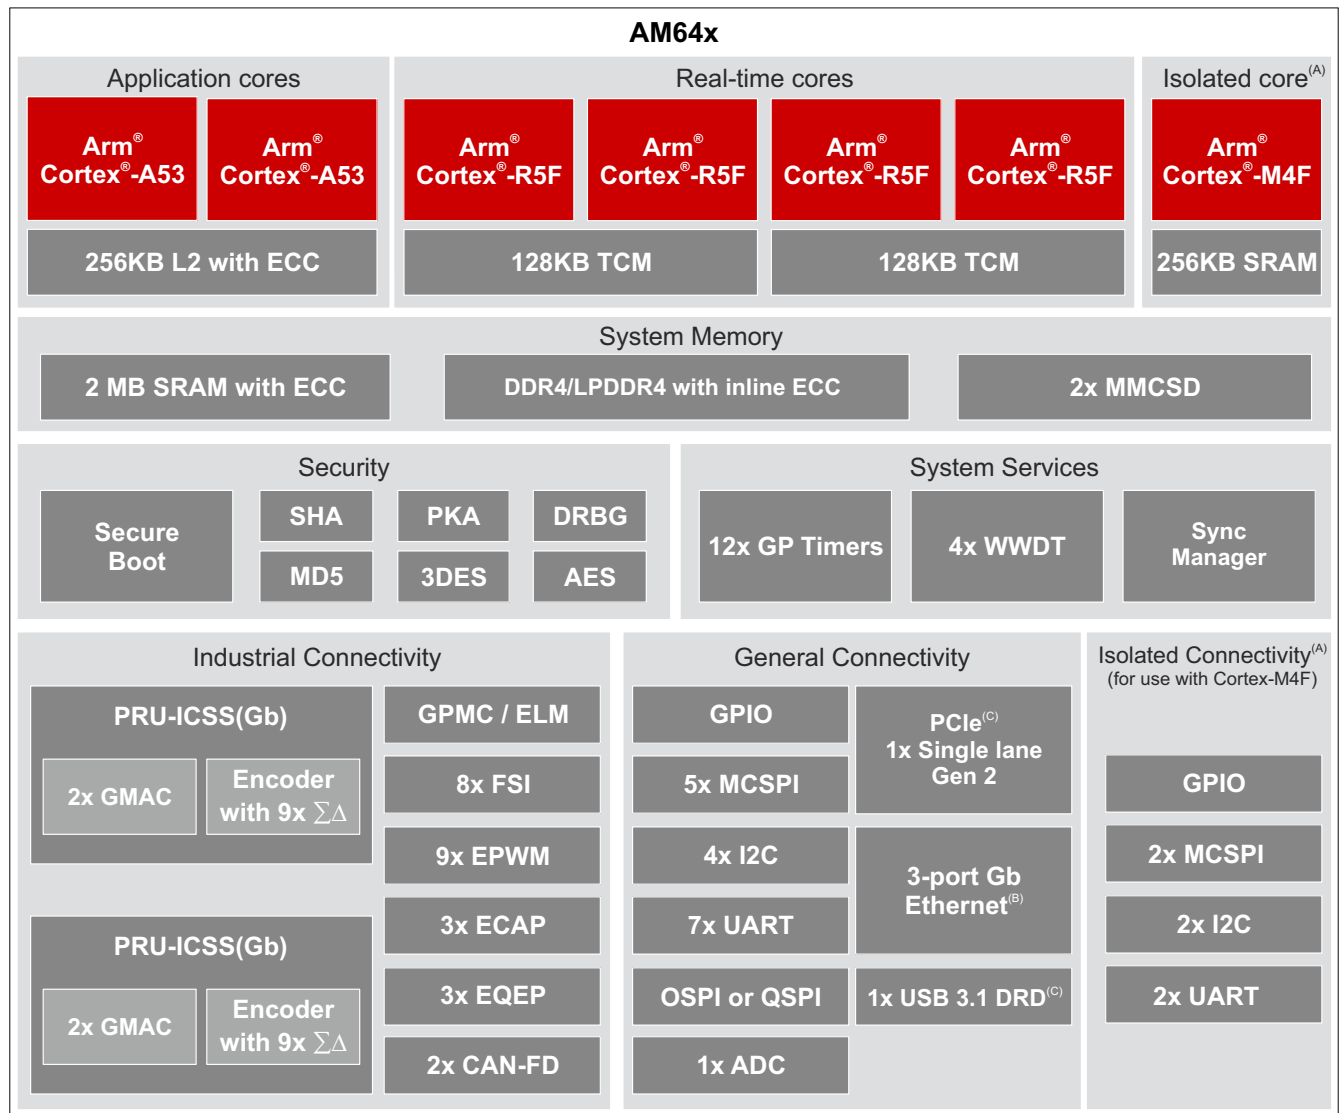 AM64x
Application cores
Arm®
Cortex®-A53
Arm®
Cortex®-A53
256KB L2 with ECC
Real-time cores
Arm®
Cortex®-R5F
Arm®
Cortex®-R5F
Arm®
Cortex®-R5F
Arm®
Cortex®-R5F
128KB TCM
128KB TCM
Isolated core(A)
Arm®
Cortex®-M4F
256KB SRAM
System Memory
2 MB SRAM with ECC
DDR4/LPDDR4 with inline ECC
2x MMCSD
Security
Secure
Boot
SHA
PKA
DRBG
MD5
3DES
AES
System Services
12x GP Timers
4x WWDT
Sync
Manager
Industrial Connectivity
PRU-ICSS(Gb)
2x GMAC
Encoder
with 9x ∑∆
PRU-ICSS(Gb)
2x GMAC
Encoder
with 9x ∑∆
GPMC / ELM
8x FSI
9x EPWM
3x ECAP
3x EQEP
2x CAN-FD
General Connectivity
GPIO
5x MCSPI
4x I2C
7x UART
OSPI or QSPI
1x ADC
PCIe(C)
1x Single lane
Gen 2
3-port Gb
Ethernet(B)
1x USB 3.1 DRD(C)
Isolated Connectivity(A)
(for use with Cortex-M4F)
GPIO
2x MCSPI
2x I2C
2x UART